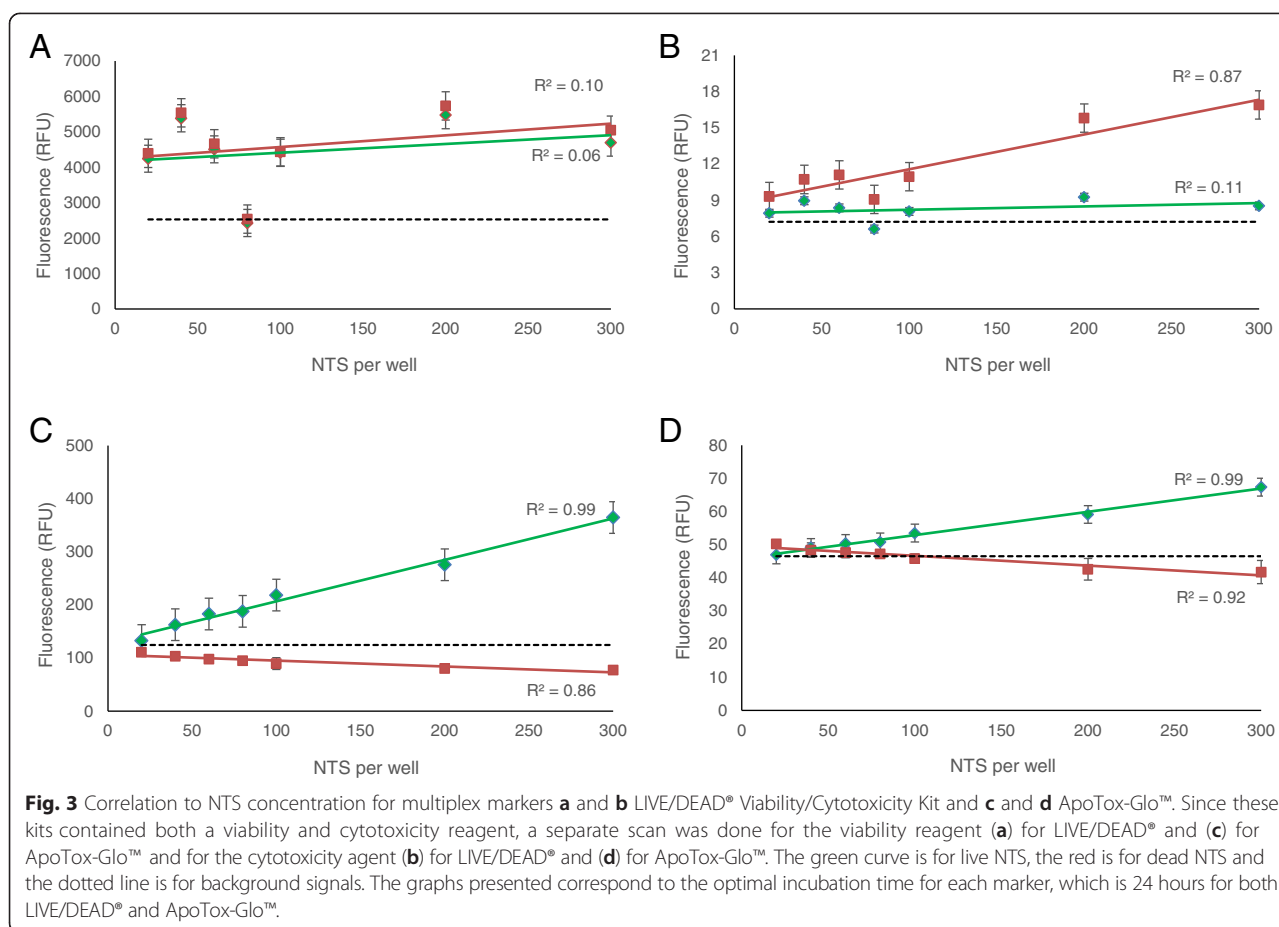 A
7000
6000
5000
4000
3000
2000
1000
0
Fluorescence (RFU)
R² = 0.10
R² = 0.06
0 50 100 150 200 250 300
NTS per well
B
21
18
15
12
9
6
3
0
Fluorescence (RFU)
R² = 0.87
R² = 0.11
0 50 100 150 200 250 300
NTS per well
C
500
400
300
200
100
0
Fluorescence (RFU)
R² = 0.99
R² = 0.86
0 50 100 150 200 250 300
NTS per well
D
80
70
60
50
40
30
20
10
0
Fluorescence (RFU)
R² = 0.99
R² = 0.92
0 50 100 150 200 250 300
NTS per well
Fig. 3 Correlation to NTS concentration for multiplex markers a and b LIVE/DEAD® Viability/Cytotoxicity Kit and c and d ApoTox-Glo™. Since these
kits contained both a viability and cytotoxicity reagent, a separate scan was done for the viability reagent (a) for LIVE/DEAD® and (c) for
ApoTox-Glo™ and for the cytotoxicity agent (b) for LIVE/DEAD® and (d) for ApoTox-Glo™. The green curve is for live NTS, the red is for dead NTS and
the dotted line is for background signals. The graphs presented correspond to the optimal incubation time for each marker, which is 24 hours for both
LIVE/DEAD® and ApoTox-Glo™.